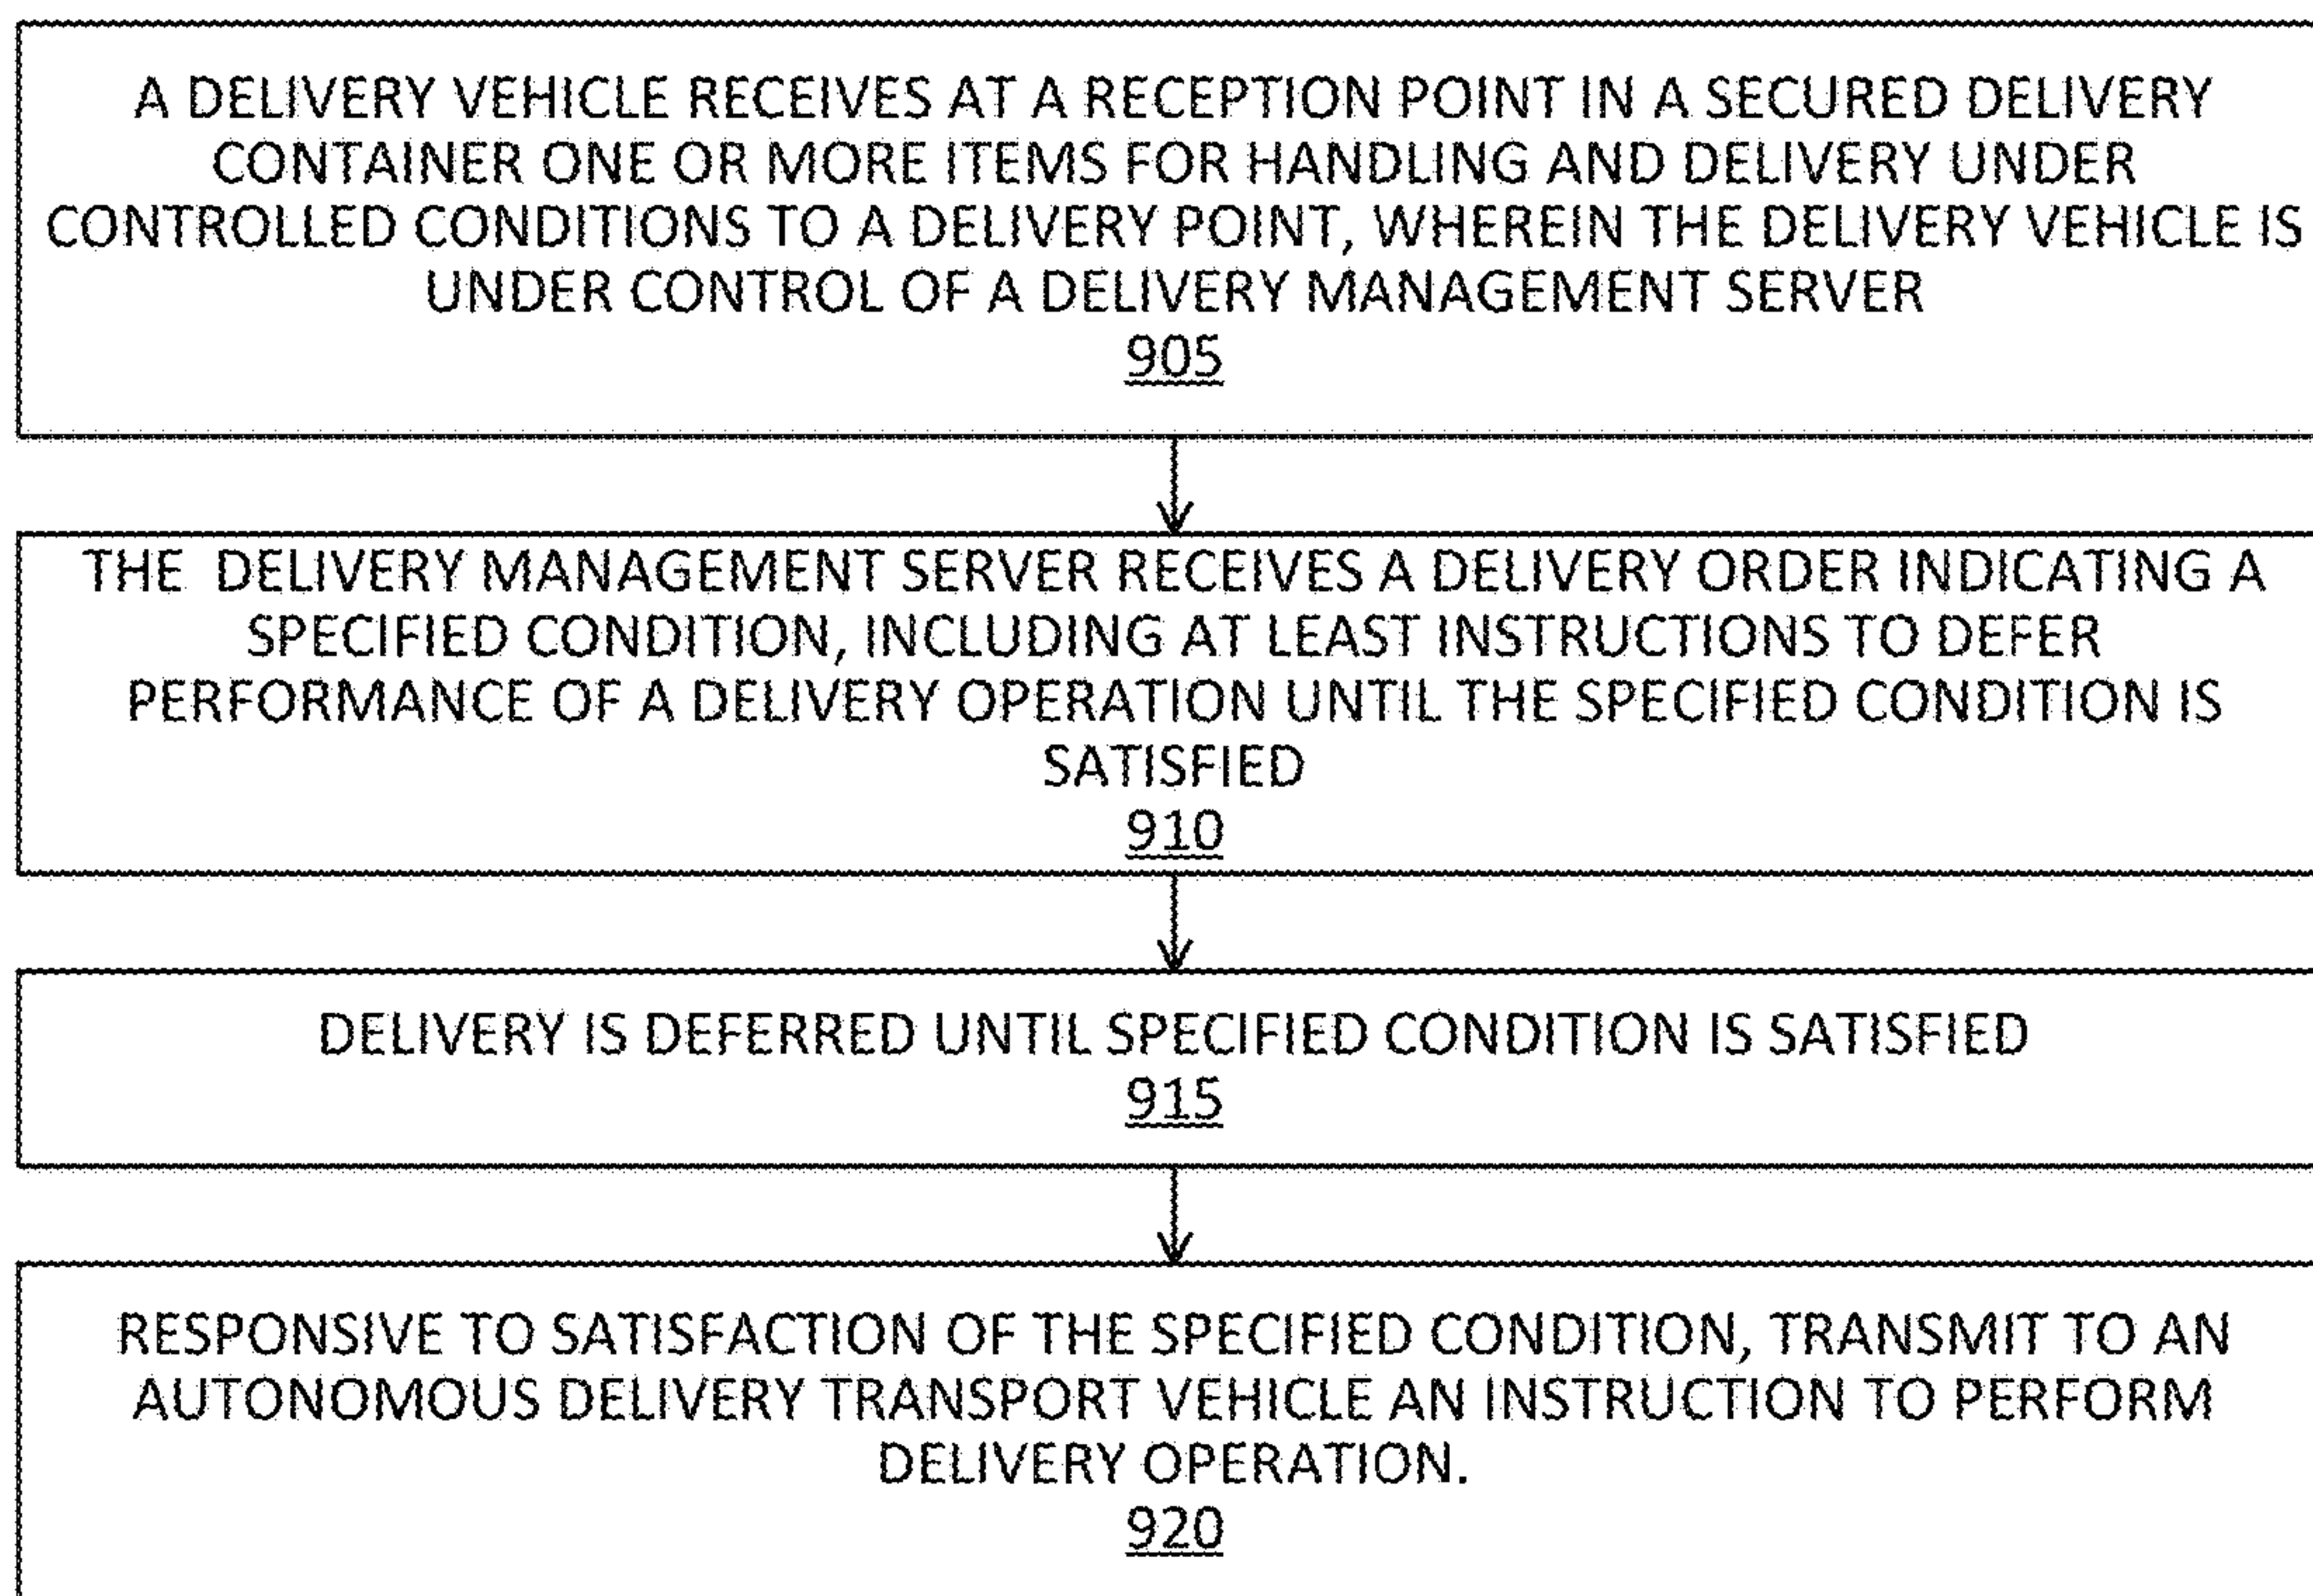 A DELIVERY VEHICLE RECEIVES AT A RECEPTION POINT IN A SECURED DELIVERY
CONTAINER ONE OR MORE ITEMS FOR HANDLING AND DELIVERY UNDER
CONTROLLED CONDITIONS TO A DELIVERY POINT, WHEREIN THE DELIVERY VEHICLE IS
UNDER CONTROL OF A DELIVERY MANAGEMENT SERVER
905
THE DELIVERY MANAGEMENT SERVER RECEIVES A DELIVERY ORDER INDICATING A
SPECIFIED CONDITION, INCLUDING AT LEAST INSTRUCTIONS TO DEFER
PERFORMANCE OF A DELIVERY OPERATION UNTIL THE SPECIFIED CONDITION IS
SATISFIED
910
DELIVERY IS DEFERRED UNTIL SPECIFIED CONDITION IS SATISFIED
915
RESPONSIVE TO SATISFACTION OF THE SPECIFIED CONDITION, TRANSMIT TO AN
AUTONOMOUS DELIVERY TRANSPORT VEHICLE AN INSTRUCTION TO PERFORM
DELIVERY OPERATION.
920